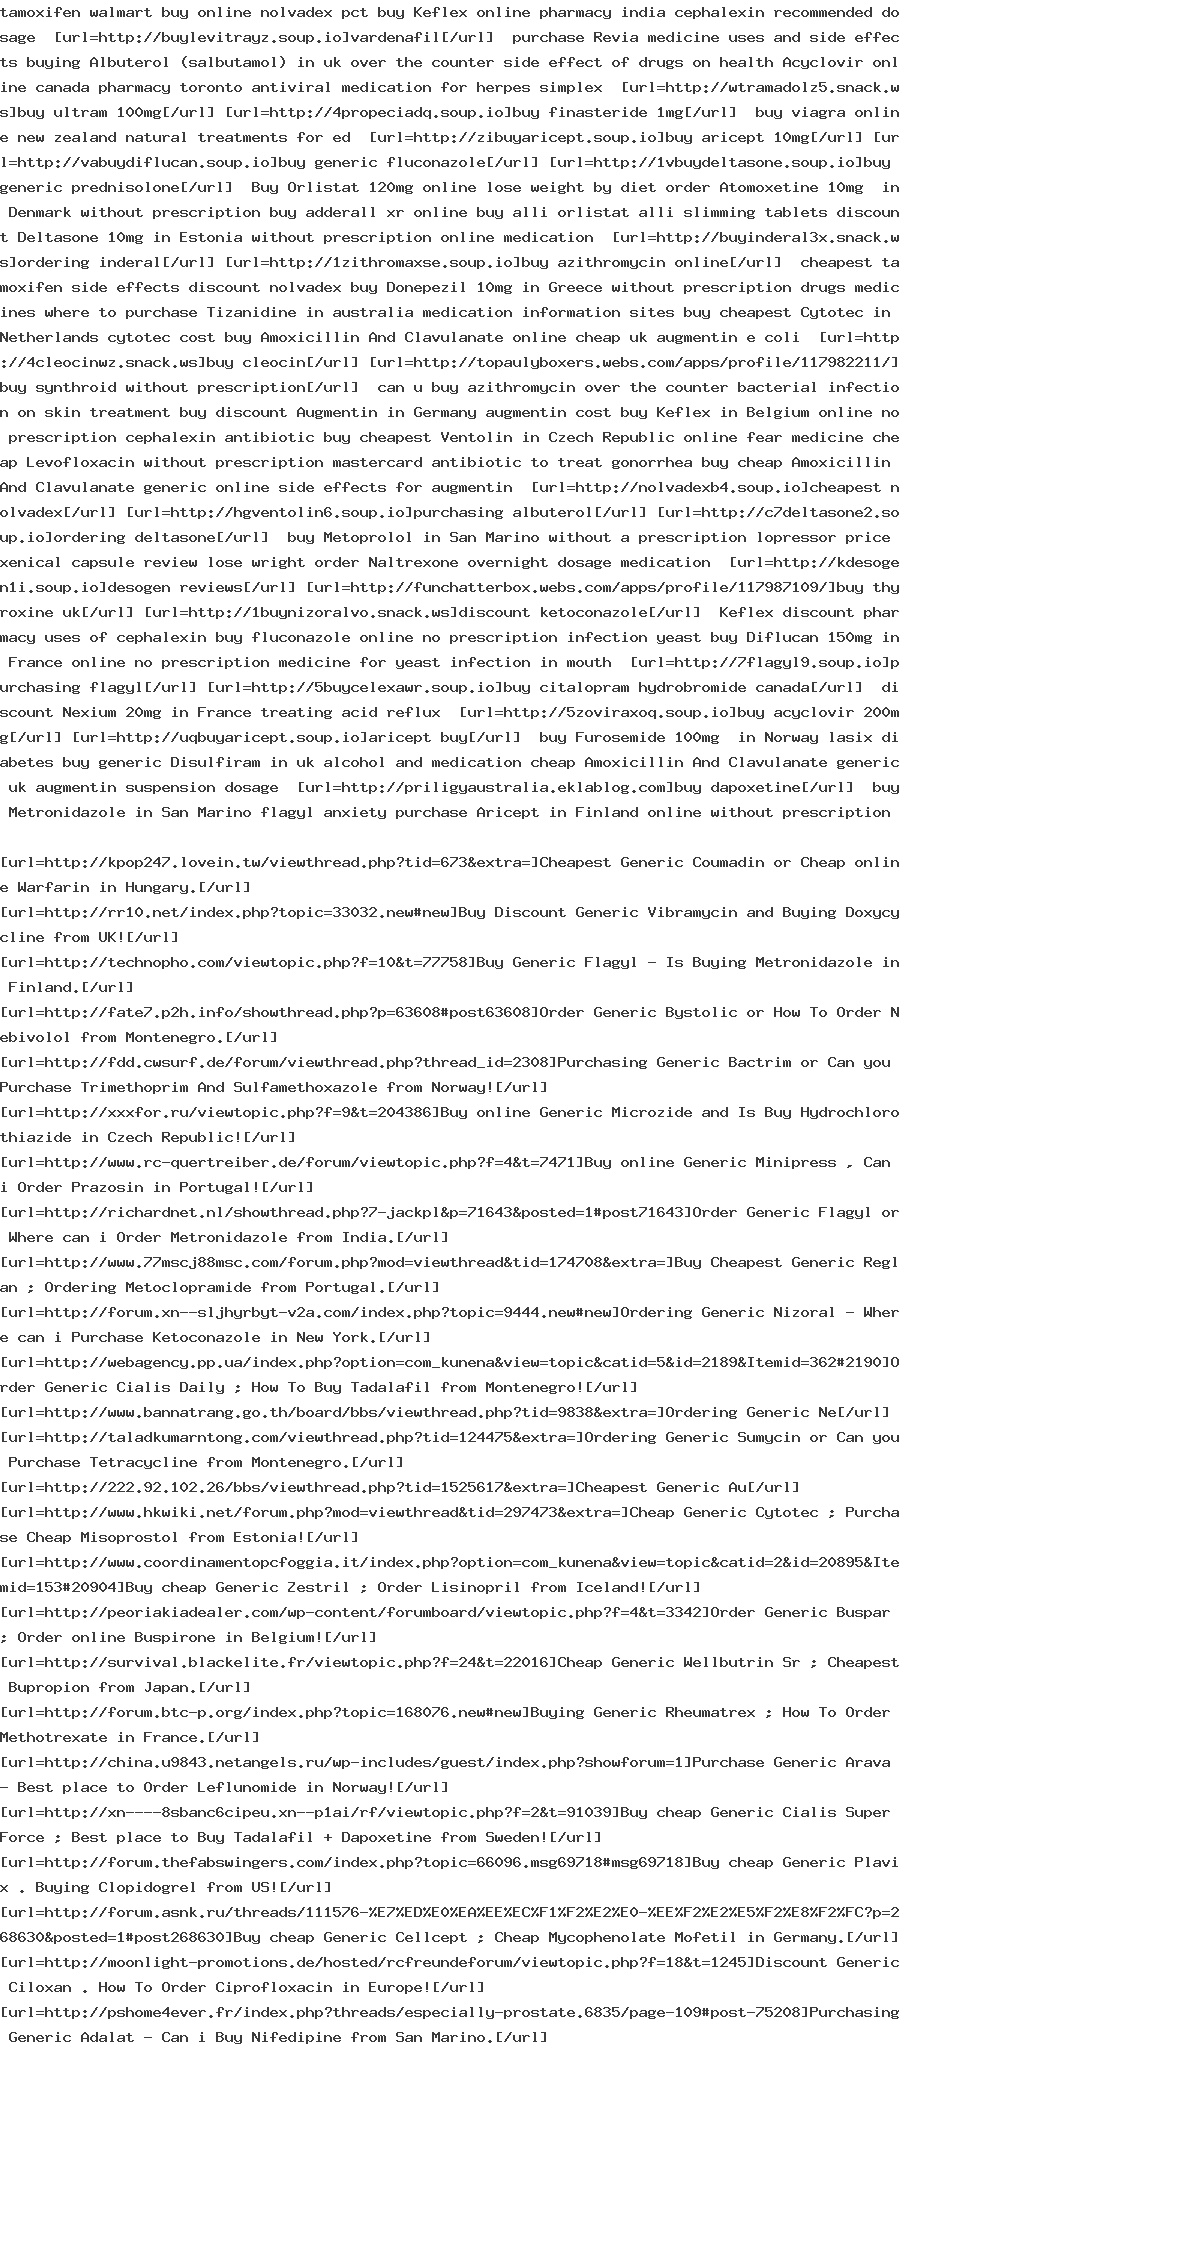 tamoxifen walmart buy online nolvadex pct buy Keflex online pharmacy india cephalexin recommended do
sage  [url=http://buylevitrayz.soup.io]vardenafil[/url]  purchase Revia medicine uses and side effec
ts buying Albuterol (salbutamol) in uk over the counter side effect of drugs on health Acyclovir onl
ine canada pharmacy toronto antiviral medication for herpes simplex  [url=http://wtramadolz5.snack.w
s]buy ultram 100mg[/url] [url=http://4propeciadq.soup.io]buy finasteride 1mg[/url]  buy viagra onlin
e new zealand natural treatments for ed  [url=http://zibuyaricept.soup.io]buy aricept 10mg[/url] [ur
l=http://vabuydiflucan.soup.io]buy generic fluconazole[/url] [url=http://1vbuydeltasone.soup.io]buy
generic prednisolone[/url]  Buy Orlistat 120mg online lose weight by diet order Atomoxetine 10mg  in
 Denmark without prescription buy adderall xr online buy alli orlistat alli slimming tablets discoun
t Deltasone 10mg in Estonia without prescription online medication  [url=http://buyinderal3x.snack.w
s]ordering inderal[/url] [url=http://1zithromaxse.soup.io]buy azithromycin online[/url]  cheapest ta
moxifen side effects discount nolvadex buy Donepezil 10mg in Greece without prescription drugs medic
ines where to purchase Tizanidine in australia medication information sites buy cheapest Cytotec in
Netherlands cytotec cost buy Amoxicillin And Clavulanate online cheap uk augmentin e coli  [url=http
://4cleocinwz.snack.ws]buy cleocin[/url] [url=http://topaulyboxers.webs.com/apps/profile/117982211/]
buy synthroid without prescription[/url]  can u buy azithromycin over the counter bacterial infectio
n on skin treatment buy discount Augmentin in Germany augmentin cost buy Keflex in Belgium online no
 prescription cephalexin antibiotic buy cheapest Ventolin in Czech Republic online fear medicine che
ap Levofloxacin without prescription mastercard antibiotic to treat gonorrhea buy cheap Amoxicillin
And Clavulanate generic online side effects for augmentin  [url=http://nolvadexb4.soup.io]cheapest n
olvadex[/url] [url=http://hgventolin6.soup.io]purchasing albuterol[/url] [url=http://c7deltasone2.so
up.io]ordering deltasone[/url]  buy Metoprolol in San Marino without a prescription lopressor price
xenical capsule review lose wright order Naltrexone overnight dosage medication  [url=http://kdesoge
n1i.soup.io]desogen reviews[/url] [url=http://funchatterbox.webs.com/apps/profile/117987109/]buy thy
roxine uk[/url] [url=http://1buynizoralvo.snack.ws]discount ketoconazole[/url]  Keflex discount phar
macy uses of cephalexin buy fluconazole online no prescription infection yeast buy Diflucan 150mg in
 France online no prescription medicine for yeast infection in mouth  [url=http://7flagyl9.soup.io]p
urchasing flagyl[/url] [url=http://5buycelexawr.soup.io]buy citalopram hydrobromide canada[/url]  di
scount Nexium 20mg in France treating acid reflux  [url=http://5zoviraxoq.soup.io]buy acyclovir 200m
g[/url] [url=http://uqbuyaricept.soup.io]aricept buy[/url]  buy Furosemide 100mg  in Norway lasix di
abetes buy generic Disulfiram in uk alcohol and medication cheap Amoxicillin And Clavulanate generic
 uk augmentin suspension dosage  [url=http://priligyaustralia.eklablog.com]buy dapoxetine[/url]  buy
 Metronidazole in San Marino flagyl anxiety purchase Aricept in Finland online without prescription

[url=http://kpop247.lovein.tw/viewthread.php?tid=673&extra=]Cheapest Generic Coumadin or Cheap onlin
e Warfarin in Hungary.[/url]
[url=http://rr10.net/index.php?topic=33032.new#new]Buy Discount Generic Vibramycin and Buying Doxycy
cline from UK![/url]
[url=http://technopho.com/viewtopic.php?f=10&t=77758]Buy Generic Flagyl - Is Buying Metronidazole in
 Finland.[/url]
[url=http://fate7.p2h.info/showthread.php?p=63608#post63608]Order Generic Bystolic or How To Order N
ebivolol from Montenegro.[/url]
[url=http://fdd.cwsurf.de/forum/viewthread.php?thread_id=2308]Purchasing Generic Bactrim or Can you
Purchase Trimethoprim And Sulfamethoxazole from Norway![/url]
[url=http://xxxfor.ru/viewtopic.php?f=9&t=204386]Buy online Generic Microzide and Is Buy Hydrochloro
thiazide in Czech Republic![/url]
[url=http://www.rc-quertreiber.de/forum/viewtopic.php?f=4&t=7471]Buy online Generic Minipress , Can
i Order Prazosin in Portugal![/url]
[url=http://richardnet.nl/showthread.php?7-jackpl&p=71643&posted=1#post71643]Order Generic Flagyl or
 Where can i Order Metronidazole from India.[/url]
[url=http://www.77mscj88msc.com/forum.php?mod=viewthread&tid=174708&extra=]Buy Cheapest Generic Regl
an ; Ordering Metoclopramide from Portugal.[/url]
[url=http://forum.xn--sljhyrbyt-v2a.com/index.php?topic=9444.new#new]Ordering Generic Nizoral - Wher
e can i Purchase Ketoconazole in New York.[/url]
[url=http://webagency.pp.ua/index.php?option=com_kunena&view=topic&catid=5&id=2189&Itemid=362#2190]O
rder Generic Cialis Daily ; How To Buy Tadalafil from Montenegro![/url]
[url=http://www.bannatrang.go.th/board/bbs/viewthread.php?tid=9838&extra=]Ordering Generic Ne[/url]
[url=http://taladkumarntong.com/viewthread.php?tid=124475&extra=]Ordering Generic Sumycin or Can you
 Purchase Tetracycline from Montenegro.[/url]
[url=http://222.92.102.26/bbs/viewthread.php?tid=1525617&extra=]Cheapest Generic Au[/url]
[url=http://www.hkwiki.net/forum.php?mod=viewthread&tid=297473&extra=]Cheap Generic Cytotec ; Purcha
se Cheap Misoprostol from Estonia![/url]
[url=http://www.coordinamentopcfoggia.it/index.php?option=com_kunena&view=topic&catid=2&id=20895&Ite
mid=153#20904]Buy cheap Generic Zestril ; Order Lisinopril from Iceland![/url]
[url=http://peoriakiadealer.com/wp-content/forumboard/viewtopic.php?f=4&t=3342]Order Generic Buspar
; Order online Buspirone in Belgium![/url]
[url=http://survival.blackelite.fr/viewtopic.php?f=24&t=22016]Cheap Generic Wellbutrin Sr ; Cheapest
 Bupropion from Japan.[/url]
[url=http://forum.btc-p.org/index.php?topic=168076.new#new]Buying Generic Rheumatrex ; How To Order
Methotrexate in France.[/url]
[url=http://china.u9843.netangels.ru/wp-includes/guest/index.php?showforum=1]Purchase Generic Arava
- Best place to Order Leflunomide in Norway![/url]
[url=http://xn----8sbanc6cipeu.xn--p1ai/rf/viewtopic.php?f=2&t=91039]Buy cheap Generic Cialis Super
Force ; Best place to Buy Tadalafil + Dapoxetine from Sweden![/url]
[url=http://forum.thefabswingers.com/index.php?topic=66096.msg69718#msg69718]Buy cheap Generic Plavi
x . Buying Clopidogrel from US![/url]
[url=http://forum.asnk.ru/threads/111576-%E7%ED%E0%EA%EE%EC%F1%F2%E2%E0-%EE%F2%E2%E5%F2%E8%F2%FC?p=2
68630&posted=1#post268630]Buy cheap Generic Cellcept ; Cheap Mycophenolate Mofetil in Germany.[/url]
[url=http://moonlight-promotions.de/hosted/rcfreundeforum/viewtopic.php?f=18&t=1245]Discount Generic
 Ciloxan . How To Order Ciprofloxacin in Europe![/url]
[url=http://pshome4ever.fr/index.php?threads/especially-prostate.6835/page-109#post-75208]Purchasing
 Generic Adalat - Can i Buy Nifedipine from San Marino.[/url]